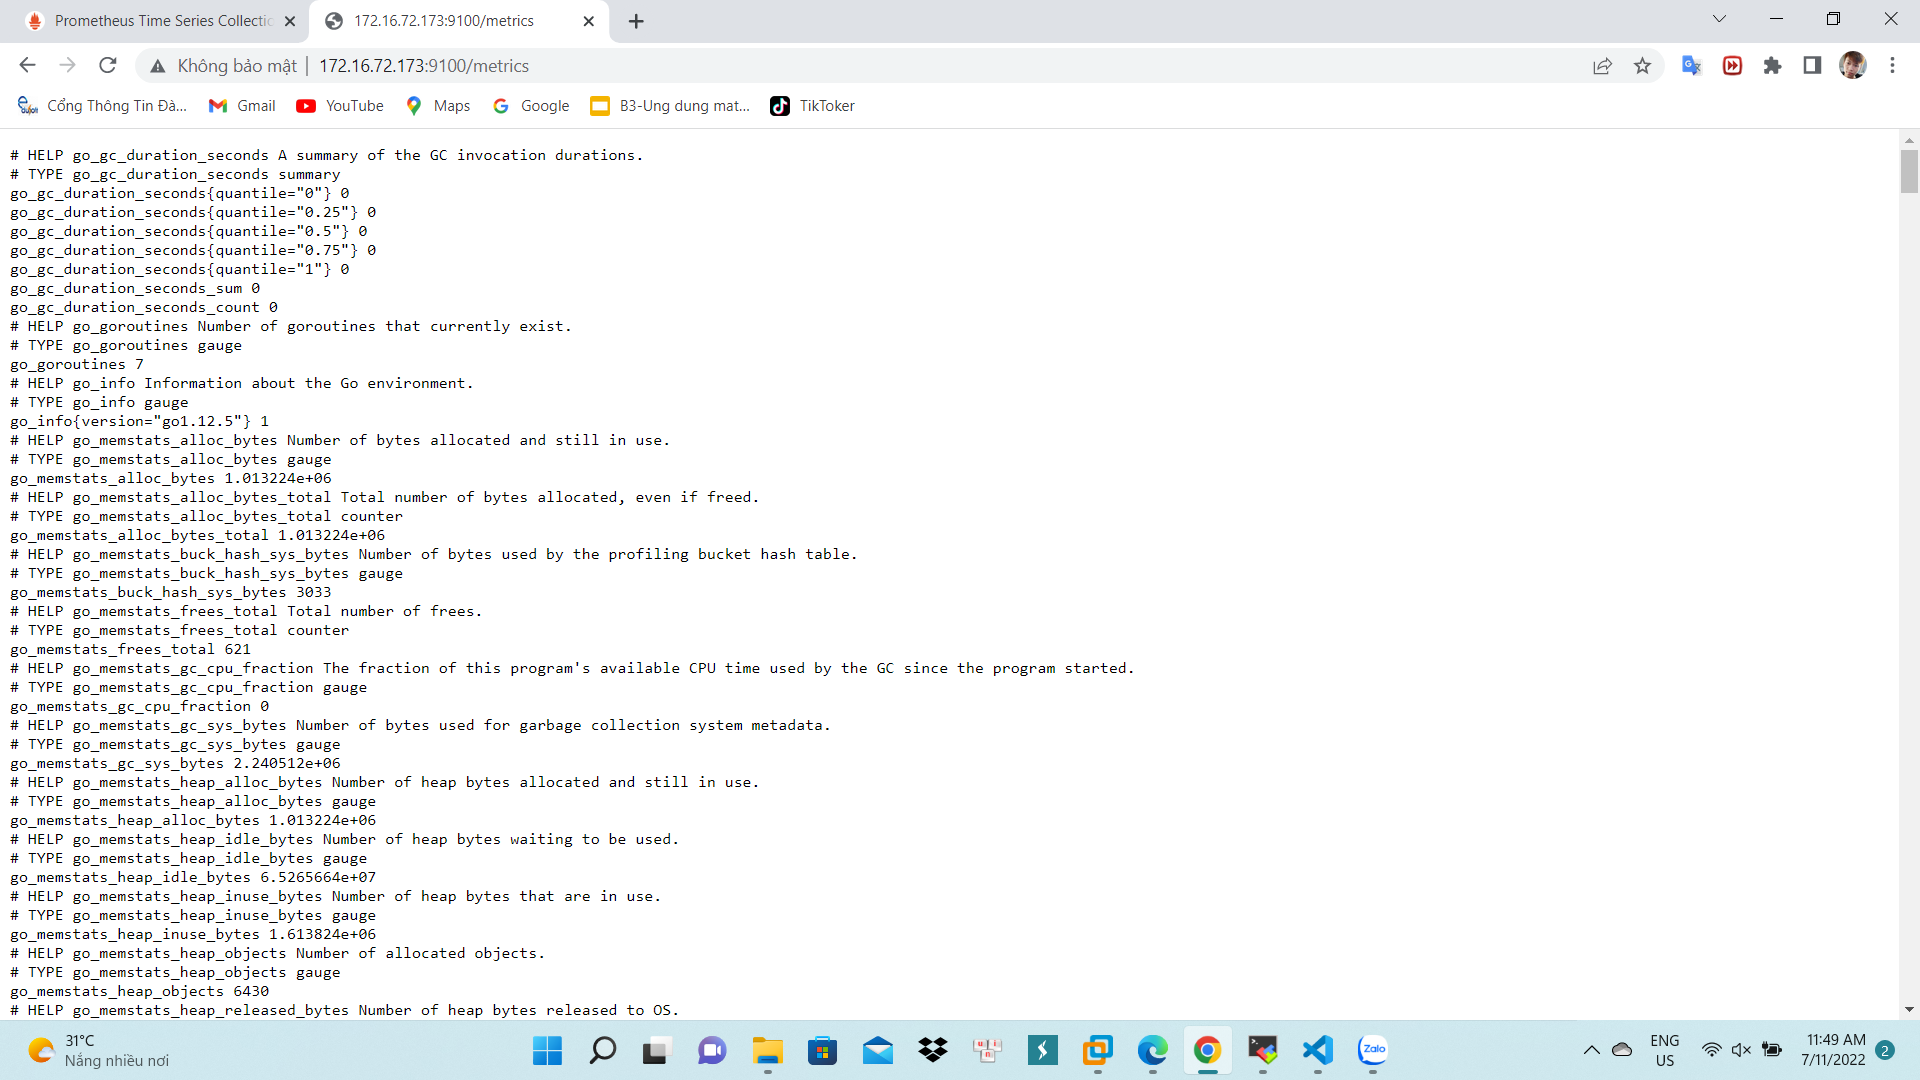 Prometheus Time Series Collectio
172.16.72.173:9100/metrics
Không bảo mật | 172.16.72.173:9100/metrics
Cổng Thông Tin Đà... Gmail YouTube Maps Google B3-Ung dung mat... TikToker
# HELP go_gc_duration_seconds A summary of the GC invocation durations.
# TYPE go_gc_duration_seconds summary
go_gc_duration_seconds{quantile="0"} 0
go_gc_duration_seconds{quantile="0.25"} 0
go_gc_duration_seconds{quantile="0.5"} 0
go_gc_duration_seconds{quantile="0.75"} 0
go_gc_duration_seconds{quantile="1"} 0
go_gc_duration_seconds_sum 0
go_gc_duration_seconds_count 0
# HELP go_goroutines Number of goroutines that currently exist.
# TYPE go_goroutines gauge
go_goroutines 7
# HELP go_info Information about the Go environment.
# TYPE go_info gauge
go_info{version="go1.12.5"} 1
# HELP go_memstats_alloc_bytes Number of bytes allocated and still in use.
# TYPE go_memstats_alloc_bytes gauge
go_memstats_alloc_bytes 1.013224e+06
# HELP go_memstats_alloc_bytes_total Total number of bytes allocated, even if freed.
# TYPE go_memstats_alloc_bytes_total counter
go_memstats_alloc_bytes_total 1.013224e+06
# HELP go_memstats_buck_hash_sys_bytes Number of bytes used by the profiling bucket hash table.
# TYPE go_memstats_buck_hash_sys_bytes gauge
go_memstats_buck_hash_sys_bytes 3033
# HELP go_memstats_frees_total Total number of frees.
# TYPE go_memstats_frees_total counter
go_memstats_frees_total 621
# HELP go_memstats_gc_cpu_fraction The fraction of this program's available CPU time used by the GC since the program started.
# TYPE go_memstats_gc_cpu_fraction gauge
go_memstats_gc_cpu_fraction 0
# HELP go_memstats_gc_sys_bytes Number of bytes used for garbage collection system metadata.
# TYPE go_memstats_gc_sys_bytes gauge
go_memstats_gc_sys_bytes 2.240512e+06
# HELP go_memstats_heap_alloc_bytes Number of heap bytes allocated and still in use.
# TYPE go_memstats_heap_alloc_bytes gauge
go_memstats_heap_alloc_bytes 1.013224e+06
# HELP go_memstats_heap_idle_bytes Number of heap bytes waiting to be used.
# TYPE go_memstats_heap_idle_bytes gauge
go_memstats_heap_idle_bytes 6.5265664e+07
# HELP go_memstats_heap_inuse_bytes Number of heap bytes that are in use.
# TYPE go_memstats_heap_inuse_bytes gauge
go_memstats_heap_inuse_bytes 1.613824e+06
# HELP go_memstats_heap_objects Number of allocated objects.
# TYPE go_memstats_heap_objects gauge
go_memstats_heap_objects 6430
# HELP go_memstats_heap_released_bytes Number of heap bytes released to OS.
31°C
Nắng nhiều nơi
Zalo
ENG
US
11:49 AM
7/11/2022
2